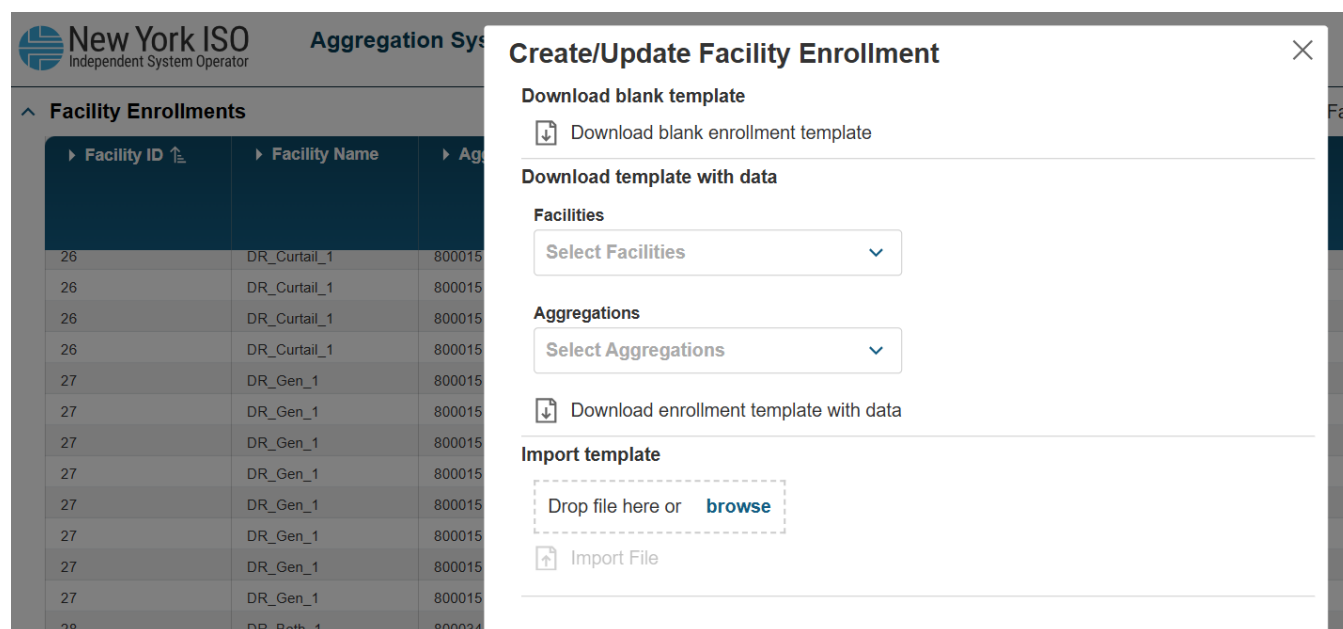 New York ISO
Independent System Operator
Aggregation Sys
Facility Enrollments
Facility ID
Facility Name
Agg
26 DR_Curtail_1 800015
26 DR_Curtail_1 800015
26 DR_Curtail_1 800015
26 DR_Curtail_1 800015
27 DR_Gen_1 800015
27 DR_Gen_1 800015
27 DR_Gen_1 800015
27 DR_Gen_1 800015
27 DR_Gen_1 800015
27 DR_Gen_1 800015
27 DR_Gen_1 800015
27 DR_Gen_1 800015
28 DR_Both_1 800034
Create/Update Facility Enrollment
Download blank template
Download blank enrollment template
Download template with data
Facilities
Select Facilities
Aggregations
Select Aggregations
Download enrollment template with data
Import template
Drop file here or browse
Import File
Fa